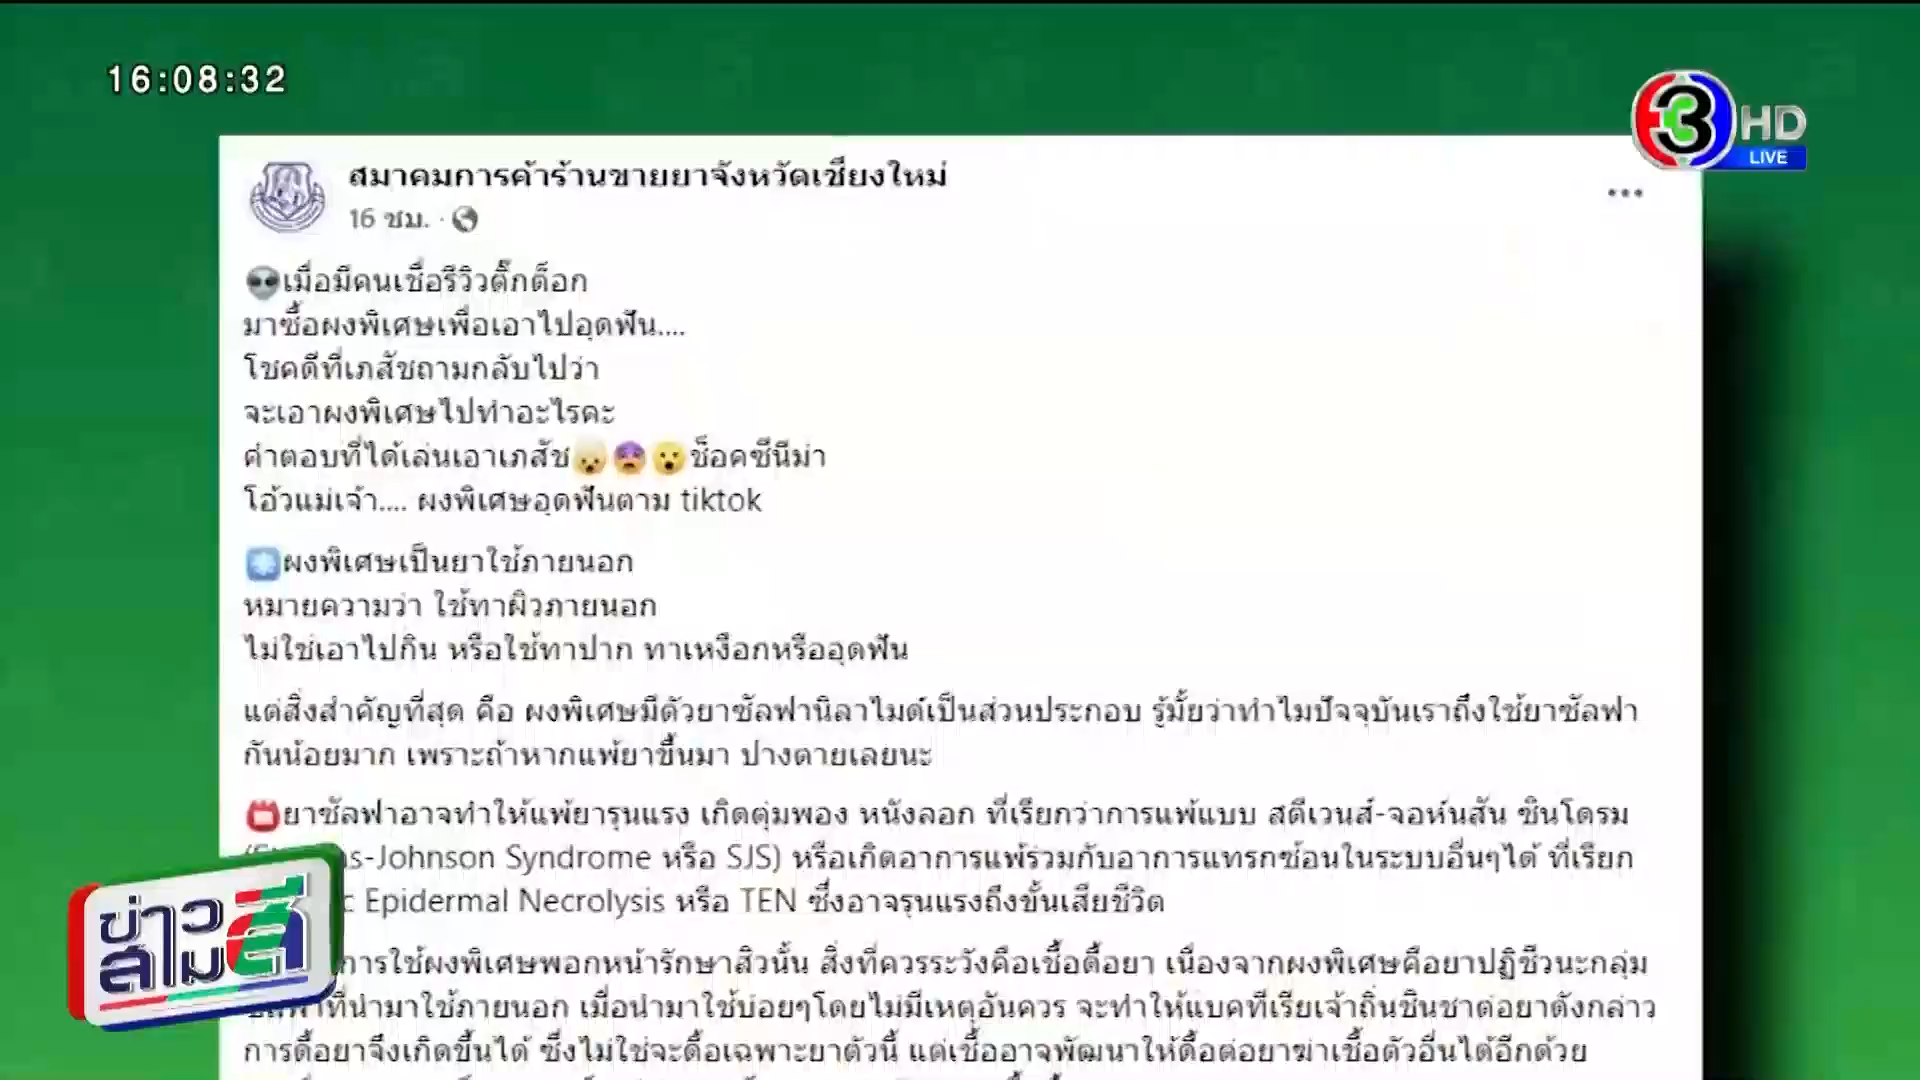 16:08:32
3 HD
LIVE
สมาคมการค้าร้านขายยาจังหวัดเชียงใหม่
16 ชม.
เมื่อมีคนเชื่อรีวิวติ๊กต็อก
มาซื้อผงพิเศษเพื่อเอาไปอุดฟัน....
โชคดีที่เภสัชถามกลับไปว่า
จะเอาผงพิเศษไปทำอะไรคะ
คำตอบที่ได้เล่นเอาเภสัช ช็อคซีนีม่า
โอ้วแม่เจ้า.... ผงพิเศษอุดฟันตาม tiktok
ผงพิเศษเป็นยาใช้ภายนอก
หมายความว่า ใช้ทาผิวภายนอก
ไม่ใช่เอาไปกิน หรือใช้ทาปาก ทาเหงือกหรืออุดฟัน
แต่สิ่งสำคัญที่สุด คือ ผงพิเศษมีตัวยาซัลฟานิลาไมด์เป็นส่วนประกอบ รู้มั้ยว่าทำไมปัจจุบันเราถึงใช้ยาซัลฟา
กันน้อยมาก เพราะถ้าหากแพ้ยาขึ้นมา ปางตายเลยนะ
ยาซัลฟาอาจทำให้แพ้ยารุนแรง เกิดตุ่มพอง หนังลอก ที่เรียกว่าการแพ้แบบ สตีเวนส์-จอห์นสัน ซินโดรม
-Johnson Syndrome หรือ SJS) หรือเกิดอาการแพ้ร่วมกับอาการแทรกซ้อนในระบบอื่นๆได้ ที่เรียก
Epidermal Necrolysis หรือ TEN ซึ่งอาจรุนแรงถึงขั้นเสียชีวิต
การใช้ผงพิเศษพอกหน้ารักษาสิวนั้น สิ่งที่ควรระวังคือเชื้อดื้อยา เนื่องจากผงพิเศษคือยาปฏิชีวนะกลุ่ม
ที่นำมาใช้ภายนอก เมื่อนำมาใช้บ่อยๆโดยไม่มีเหตุอันควร จะทำให้แบคทีเรียเจ้าถิ่นชินชาต่อยาดังกล่าว
การดื้อยาจึงเกิดขึ้นได้ ซึ่งไม่ใช่จะดื้อเฉพาะยาตัวนี้ แต่เชื้ออาจพัฒนาให้ดื้อต่อยาฆ่าเชื้อตัวอื่นได้อีกด้วย
ข่าวสามสี